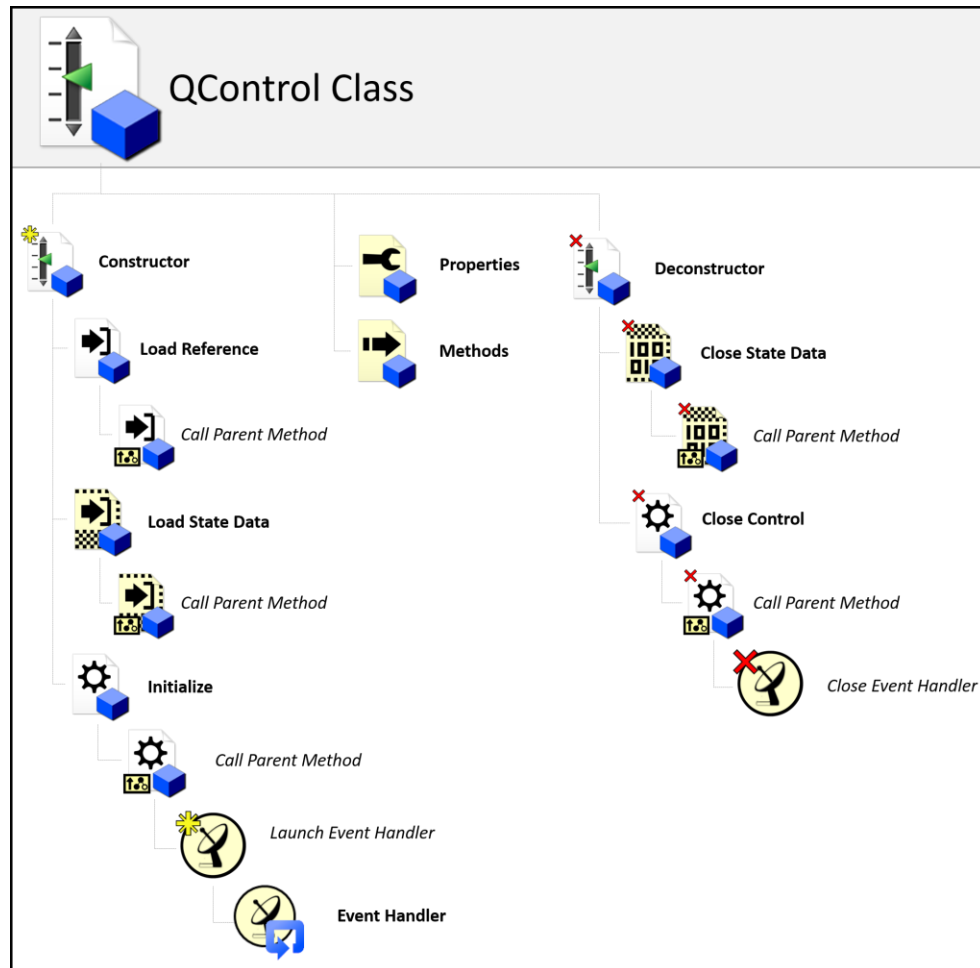 QControl Class
Constructor
Load Reference
Call Parent Method
Load State Data
Call Parent Method
Initialize
Call Parent Method
Launch Event Handler
Event Handler
Properties
Methods
Deconstructor
Close State Data
Call Parent Method
Close Control
Call Parent Method
Close Event Handler